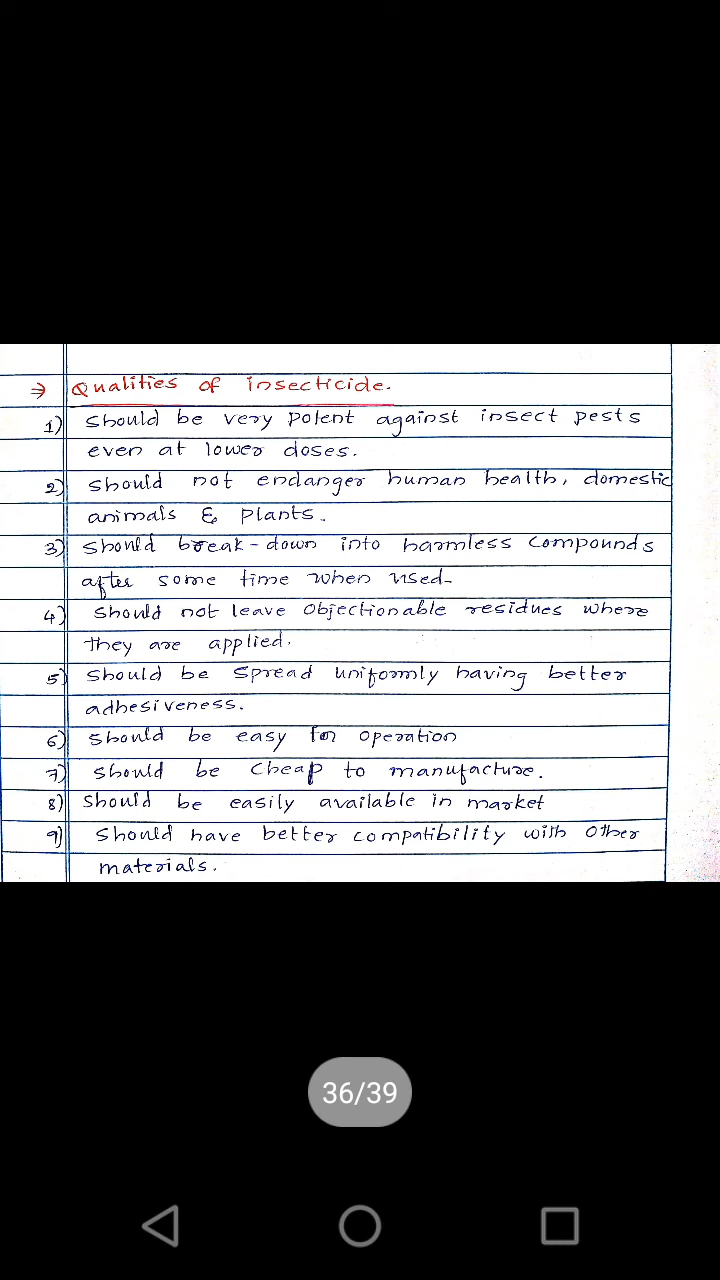 → Qualities of insecticide.
1) Should be very potent against insect pests
even at lower doses.
2) Should not endanger human health, domestic
animals & plants.
3) Should break-down into harmless compounds
after some time when used-
4) Should not leave objectionable residues where
they are applied.
5) Should be spread uniformly having better
adhesiveness.
6) Should be easy for operation
7) Should be cheap to manufacture.
8) Should be easily available in market
9) Should have better compatibility with other
materials.
36/39